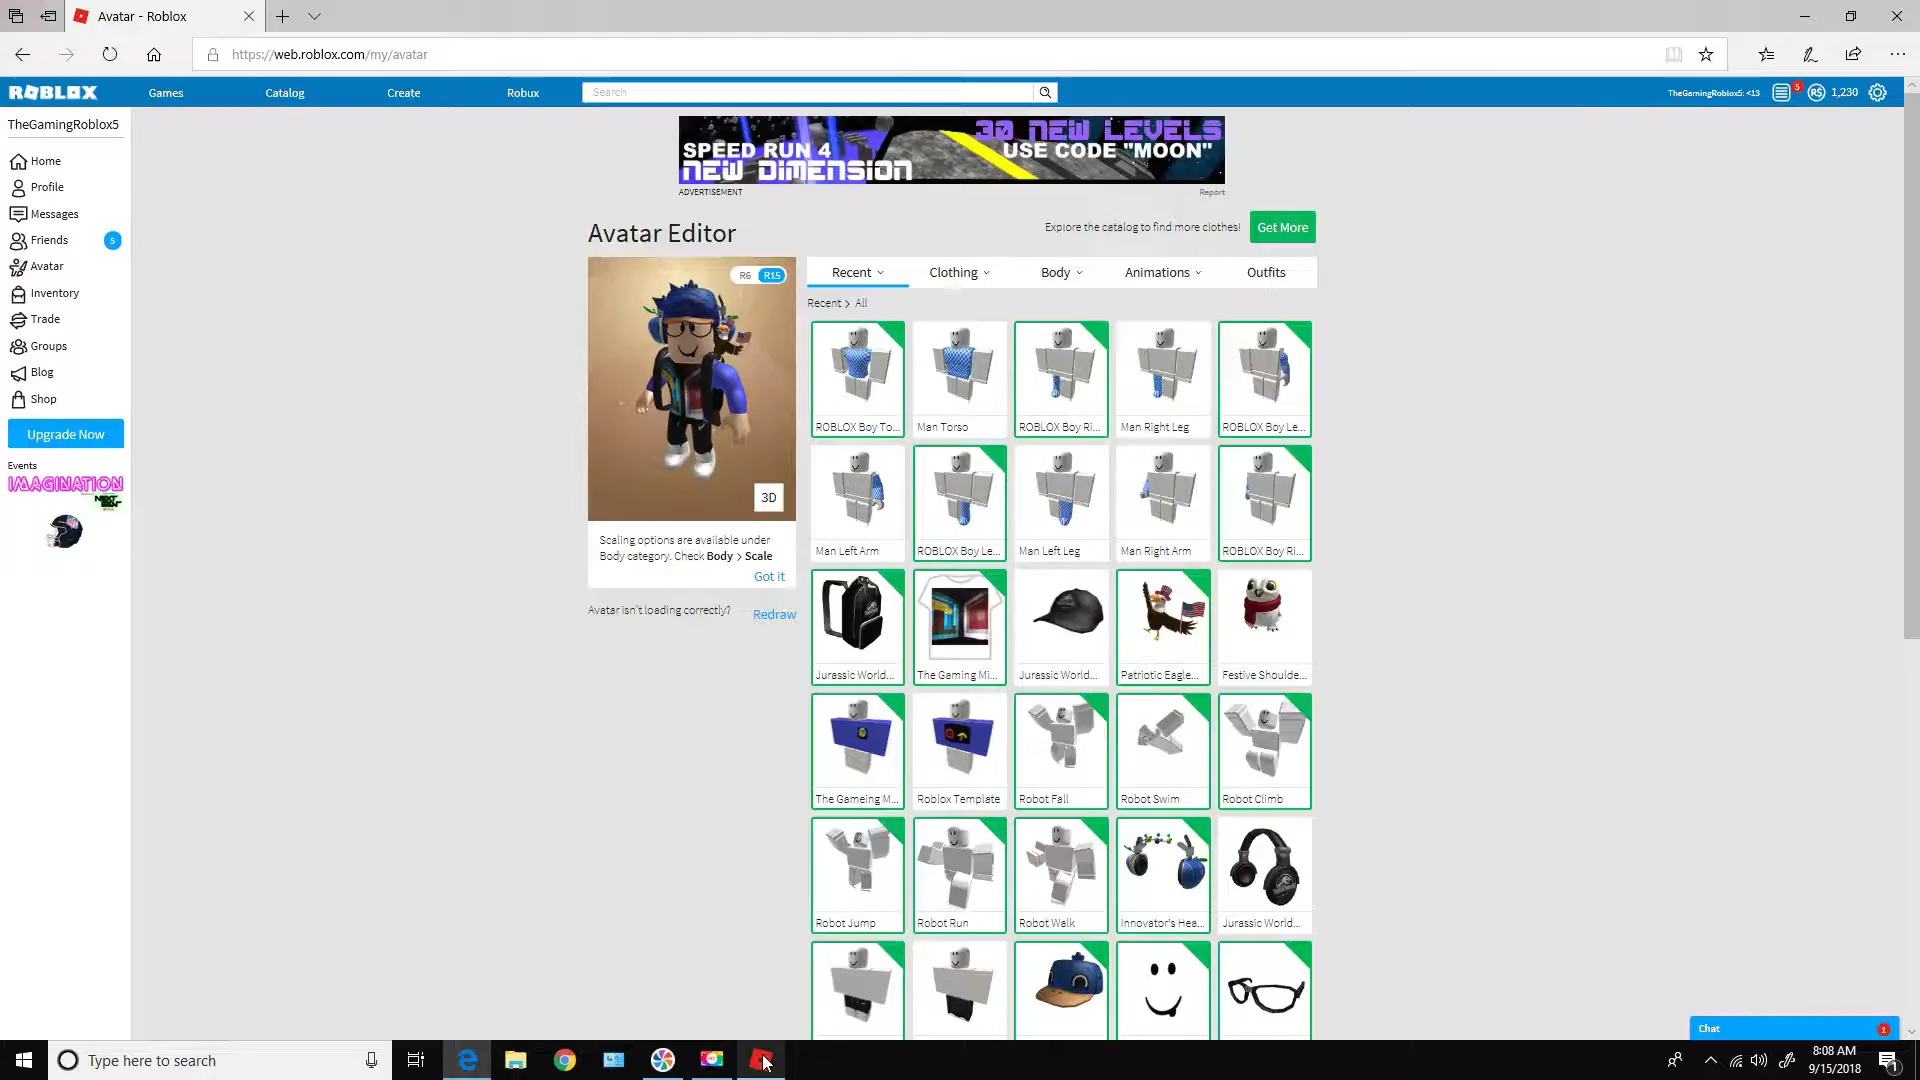 Avatar - Roblox
https://web.roblox.com/my/avatar
ROBLOX
Games
Catalog
Create
Robux
Search
TheGamingRoblox5: <13
5
R$
1,230
TheGamingRoblox5
Home
Profile
Messages
Friends
5
Avatar
Inventory
Trade
Groups
Blog
Shop
Upgrade Now
Events
IMAGINATION
30 NEW LEVELS
SPEED RUN 4
USE CODE "MOON"
NEW DIMENSION
ADVERTISEMENT
Report
Avatar Editor
Explore the catalog to find more clothes!
Get More
R6
R15
3D
Scaling options are available under
Body category. Check Body > Scale
Got it
Avatar isn't loading correctly?
Redraw
Recent
Clothing
Body
Animations
Outfits
Recent > All
ROBLOX Boy To...
Man Torso
ROBLOX Boy Ri...
Man Right Leg
ROBLOX Boy Le...
Man Left Arm
ROBLOX Boy Le...
Man Left Leg
Man Right Arm
ROBLOX Boy Ri...
Jurassic World...
The Gaming Mi...
Jurassic World...
Patriotic Eagle...
Festive Shoulde...
The Gameing M...
Roblox Template
Robot Fall
Robot Swim
Robot Climb
Robot Jump
Robot Run
Robot Walk
Innovator's Hea...
Jurassic World...
Chat
1
Type here to search
8:08 AM
9/15/2018
1